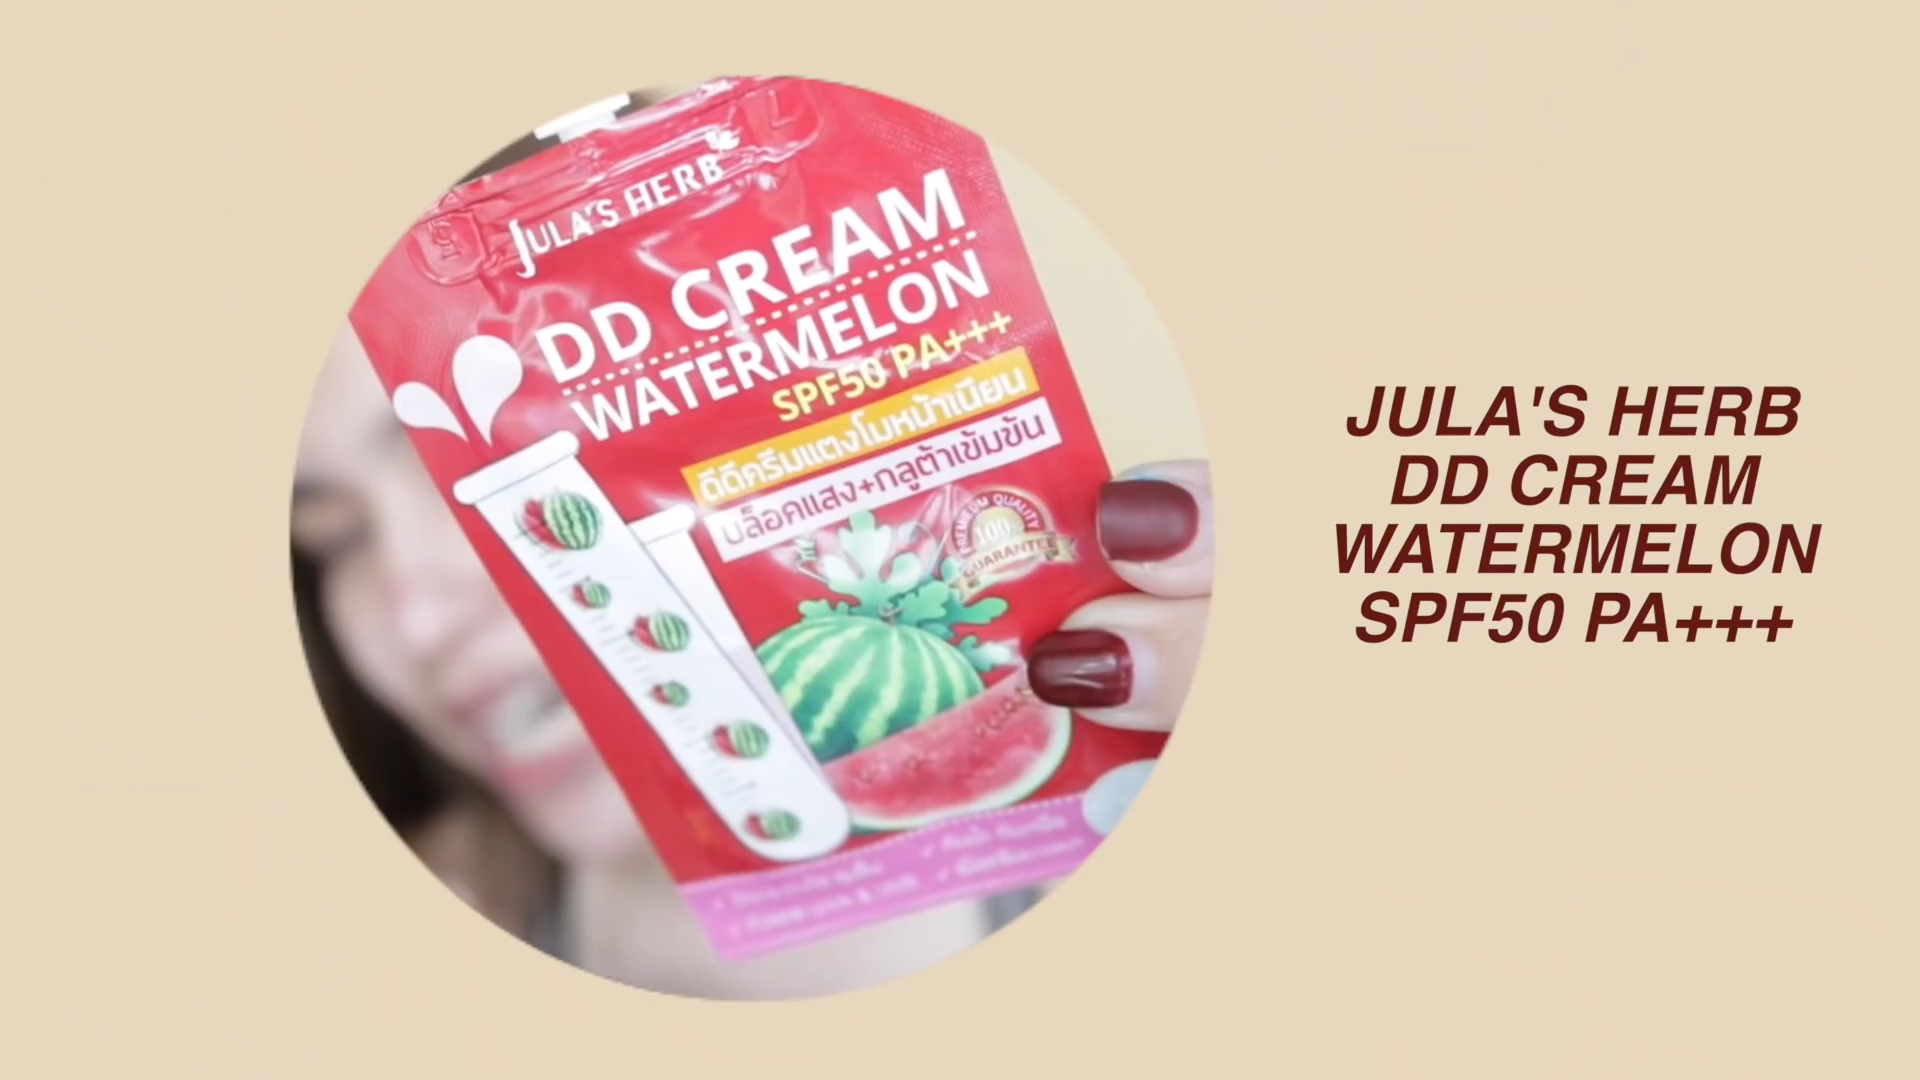 JULA'S HERB
DD CREAM
WATERMELON
SPF50 PA+++
ดีดีครีมแตงโมหน้าเนียน
บล็อคแสง+กลูต้าเข้มข้น
PREMIUM QUALITY
100%
GUARANTEE
JULA'S HERB
DD CREAM
WATERMELON
SPF50 PA+++